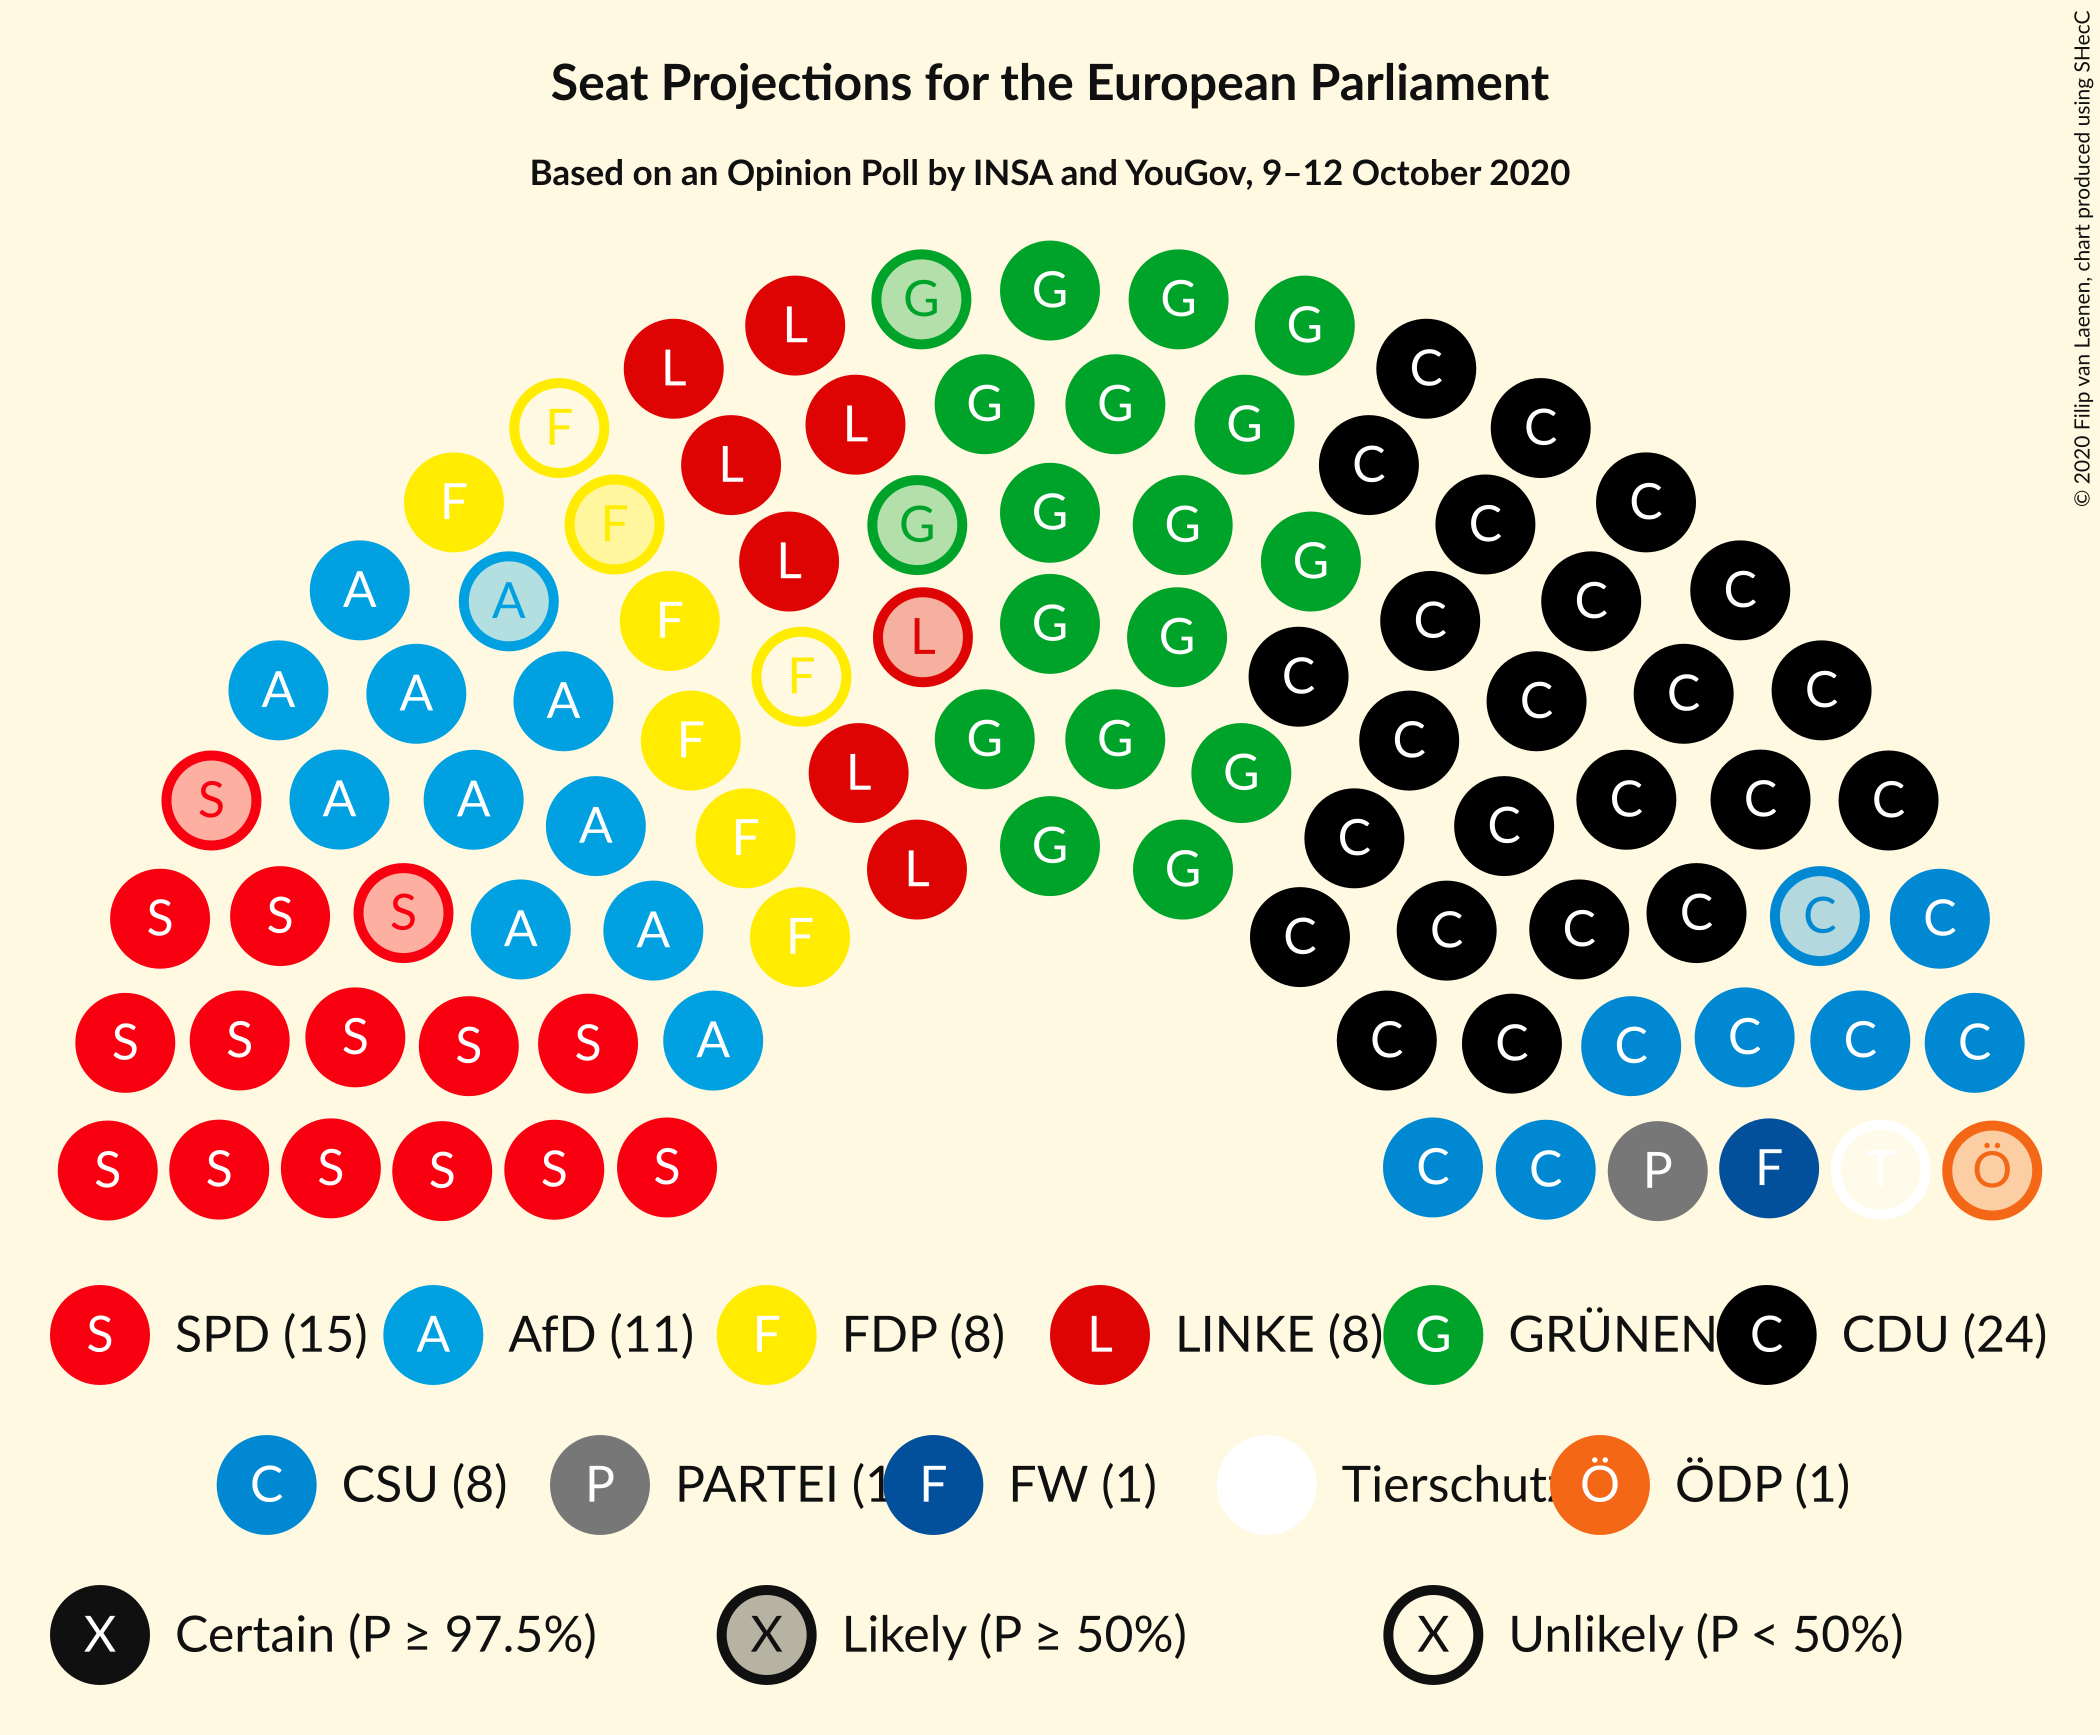 Seat Projections for the European Parliament
Based on an Opinion Poll by INSA and YouGov, 9–12 October 2020
© 2020 Filip van Laenen, chart produced using SHecC
G G G G
L L C C
G G G
F L L G C C
F F L G G G G C C
A A F L L G G C C C
A A A F F C C C C C
F L G G G C
S A A A F G C C C C C
S S S A A F L G C C C C C C
S S S S S A C C C C C C
S S S S S S C C P F T Ö
S SPD (15) A AfD (11) F FDP (8) L LINKE (8) G GRÜNEN C CDU (24)
C CSU (8) P PARTEI (1 F FW (1) Tierschutz Ö ÖDP (1)
X Certain (P ≥ 97.5%) X Likely (P ≥ 50%) X Unlikely (P < 50%)